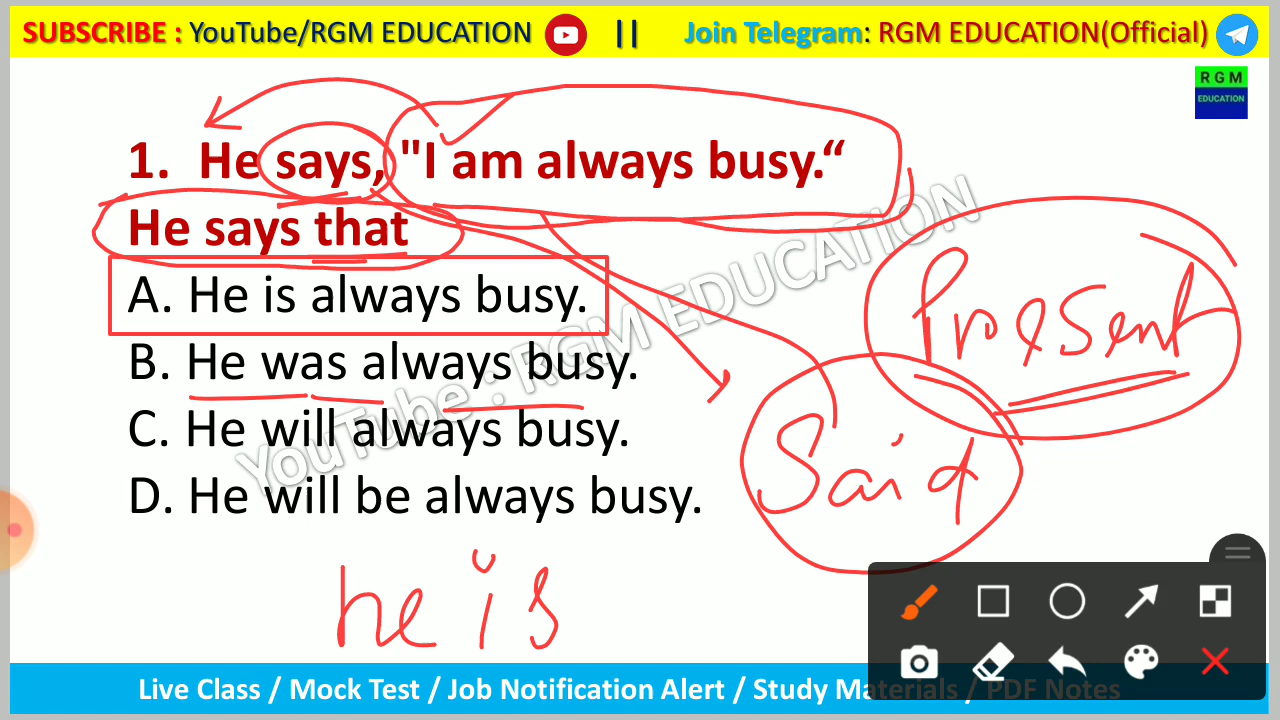 SUBSCRIBE : YouTube/RGM EDUCATION || Join Telegram: RGM EDUCATION(Official)
R G M
EDUCATION
1. He says, "I am always busy.“
He says that
A. He is always busy.
B. He was always busy.
C. He will always busy.
D. He will be always busy.
YouTube : RGM EDUCATION
Present
Said
he is
Live Class / Mock Test / Job Notification Alert / Study Materials / PDF Notes